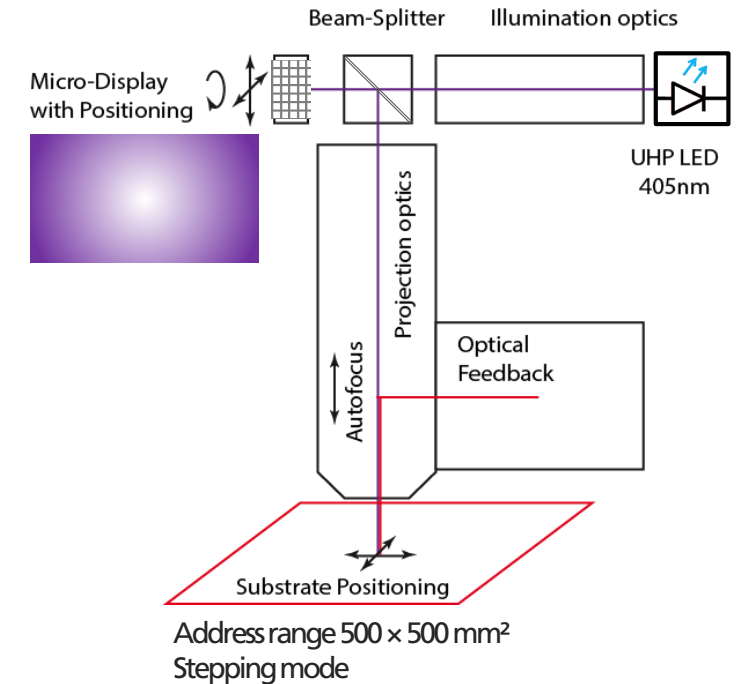 Beam-Splitter
Illumination optics
Micro-Display
with Positioning
UHP LED
405nm
Projection optics
Autofocus
Optical
Feedback
Substrate Positioning
Address range 500 × 500 mm²
Stepping mode